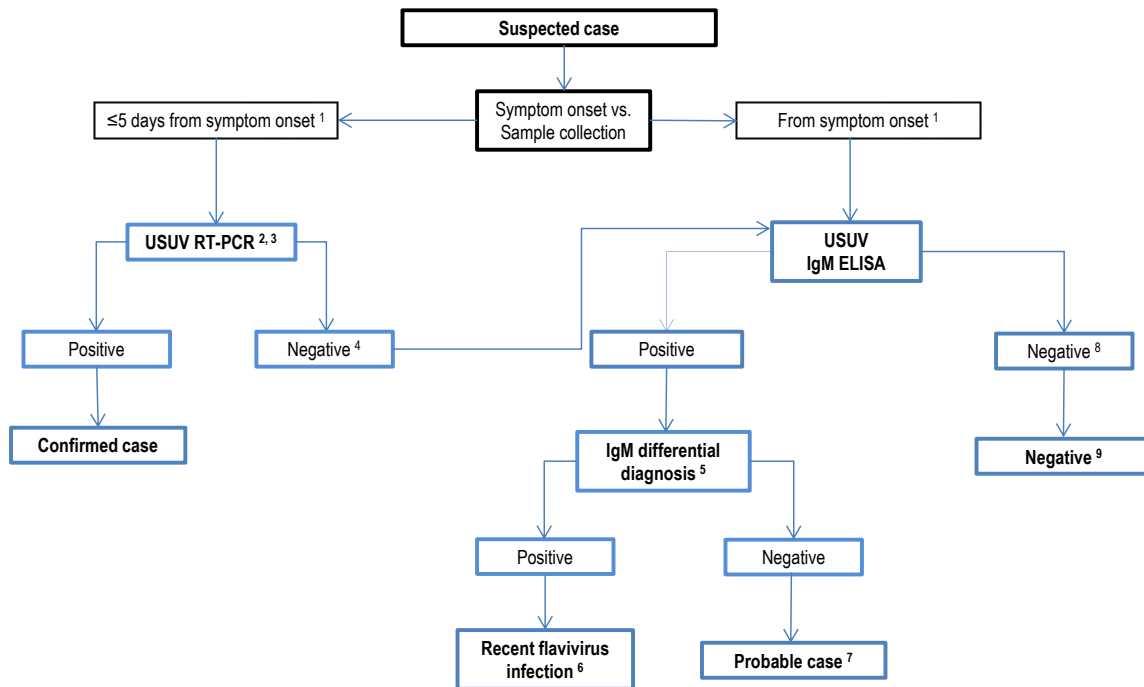 Suspected case
Symptom onset vs.
Sample collection
≤5 days from symptom onset 1
From symptom onset 1
USUV RT-PCR 2, 3
USUV
IgM ELISA
Positive
Negative 4
Positive
Negative 8
Confirmed case
IgM differential
diagnosis 5
Negative 9
Positive
Negative
Recent flavivirus
infection 6
Probable case 7